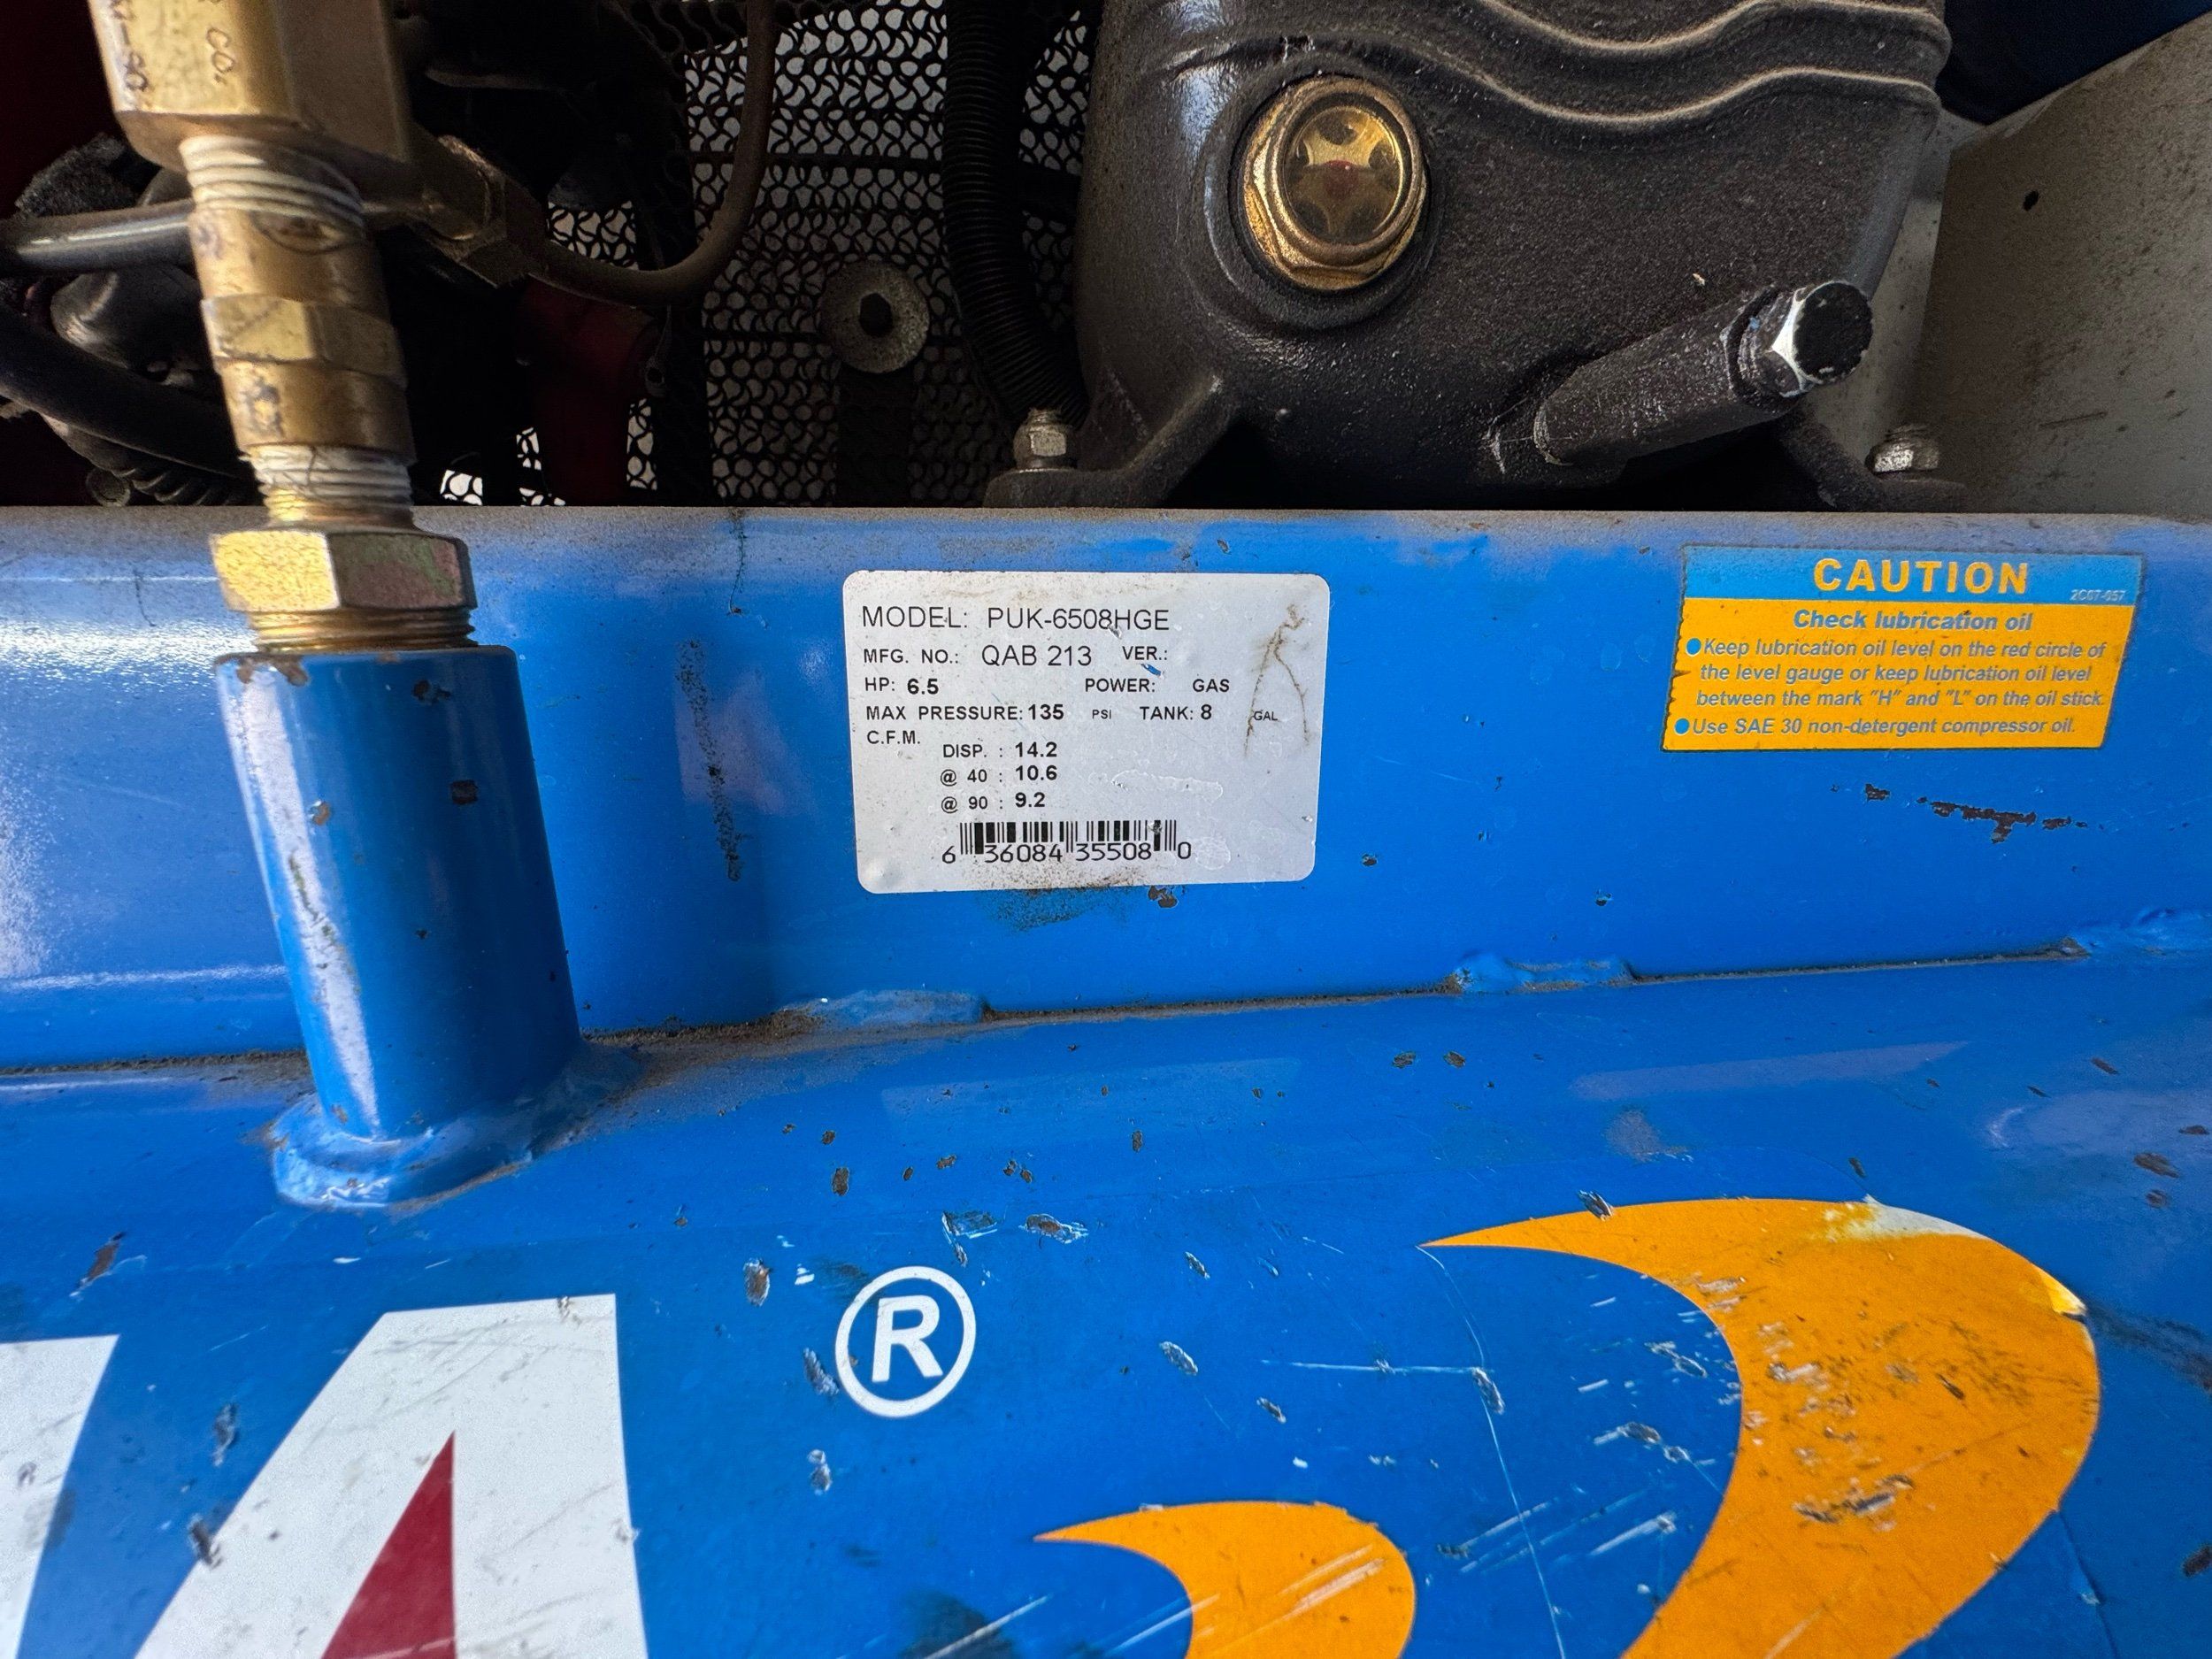 CO.
MODEL: PUK-6508HGE
MFG. NO.: QAB 213 VER.:
HP: 6.5 POWER: GAS
MAX PRESSURE: 135 PSI TANK: 8 GAL
C.F.M.
DISP. : 14.2
@ 40 : 10.6
@ 90 : 9.2
6 36084 35508 0
CAUTION
2C07-057
Check lubrication oil
● Keep lubrication oil level on the red circle of
the level gauge or keep lubrication oil level
between the mark "H" and "L" on the oil stick.
● Use SAE 30 non-detergent compressor oil.
A®